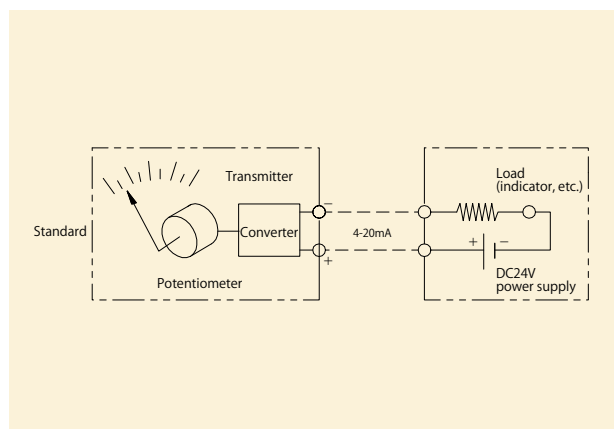 Standard
Transmitter
Potentiometer
Converter
−
+
4-20mA
Load
(indicator, etc.)
+
−
DC24V
power supply